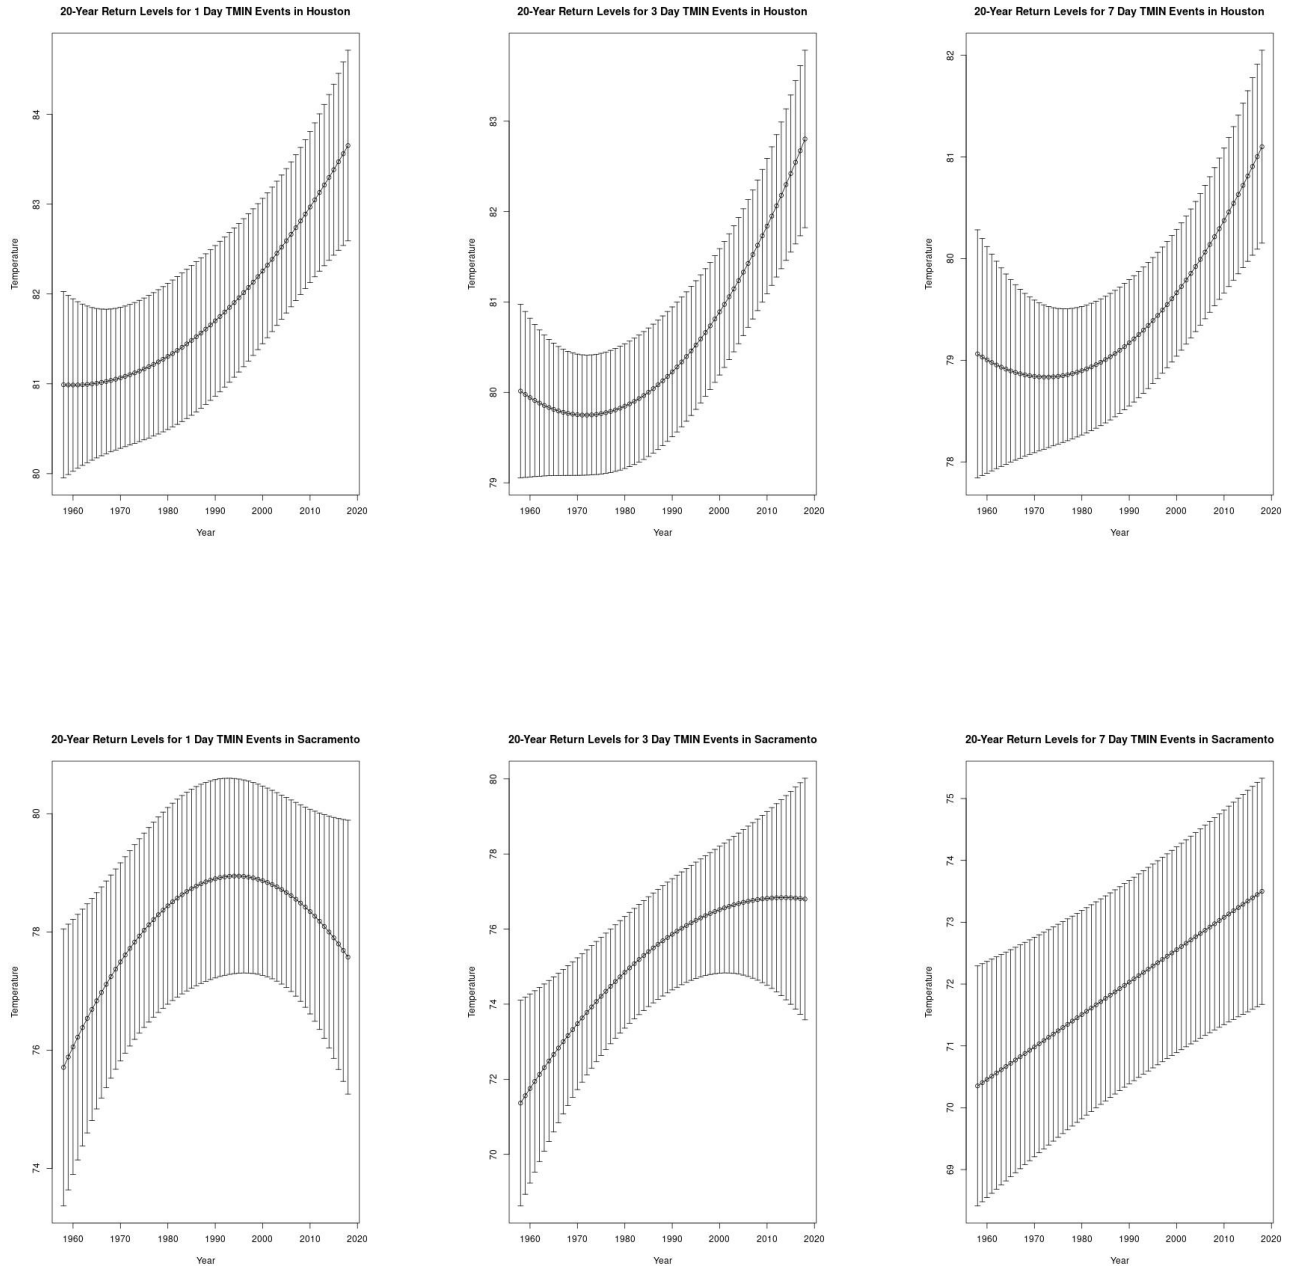 20-Year Return Levels for 1 Day TMIN Events in Houston
Temperature
84
83
82
81
80
1960 1970 1980 1990 2000 2010 2020
Year
20-Year Return Levels for 3 Day TMIN Events in Houston
Temperature
83
82
81
80
79
1960 1970 1980 1990 2000 2010 2020
Year
20-Year Return Levels for 7 Day TMIN Events in Houston
Temperature
82
81
80
79
78
1960 1970 1980 1990 2000 2010 2020
Year
20-Year Return Levels for 1 Day TMIN Events in Sacramento
Temperature
80
78
76
74
1960 1970 1980 1990 2000 2010 2020
Year
20-Year Return Levels for 3 Day TMIN Events in Sacramento
Temperature
80
78
76
74
72
70
1960 1970 1980 1990 2000 2010 2020
Year
20-Year Return Levels for 7 Day TMIN Events in Sacramento
Temperature
75
74
73
72
71
70
69
1960 1970 1980 1990 2000 2010 2020
Year